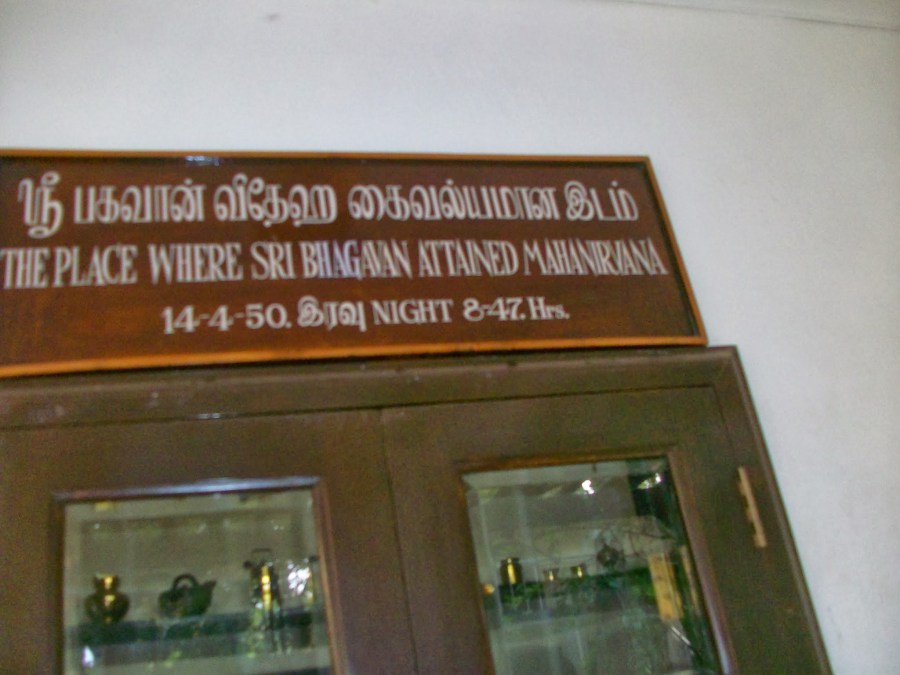 ஸ்ரீ பகவான் விதேஹ கைவல்யமான இடம்
THE PLACE WHERE SRI BHAGAVAN ATTAINED MAHANIRVANA
14-4-50. இரவு NIGHT 8-47. Hrs.